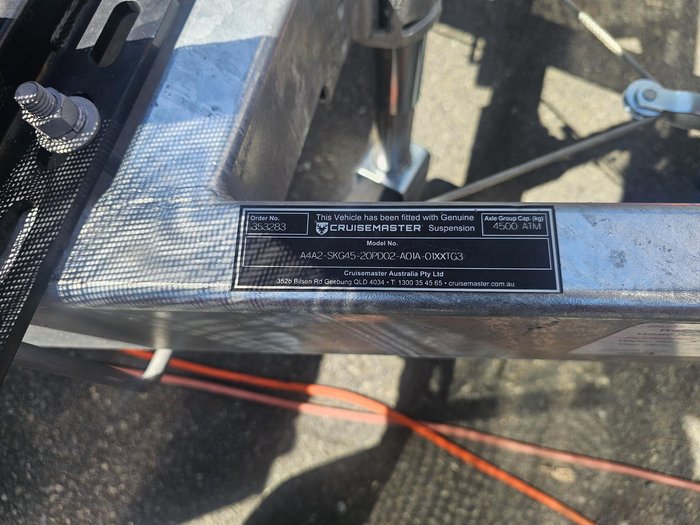 Order No.
353283
This Vehicle has been fitted with Genuine
CRUISEMASTER Suspension
Axle Group Cap. (kg)
4500 ATM
Model No.
A4A2-SKG45-20PD02-A01A-01XXTG3
Cruisemaster Australia Pty Ltd
352b Bilsen Rd Geebung QLD 4034 • T: 1300 35 45 65 • cruisemaster.com.au